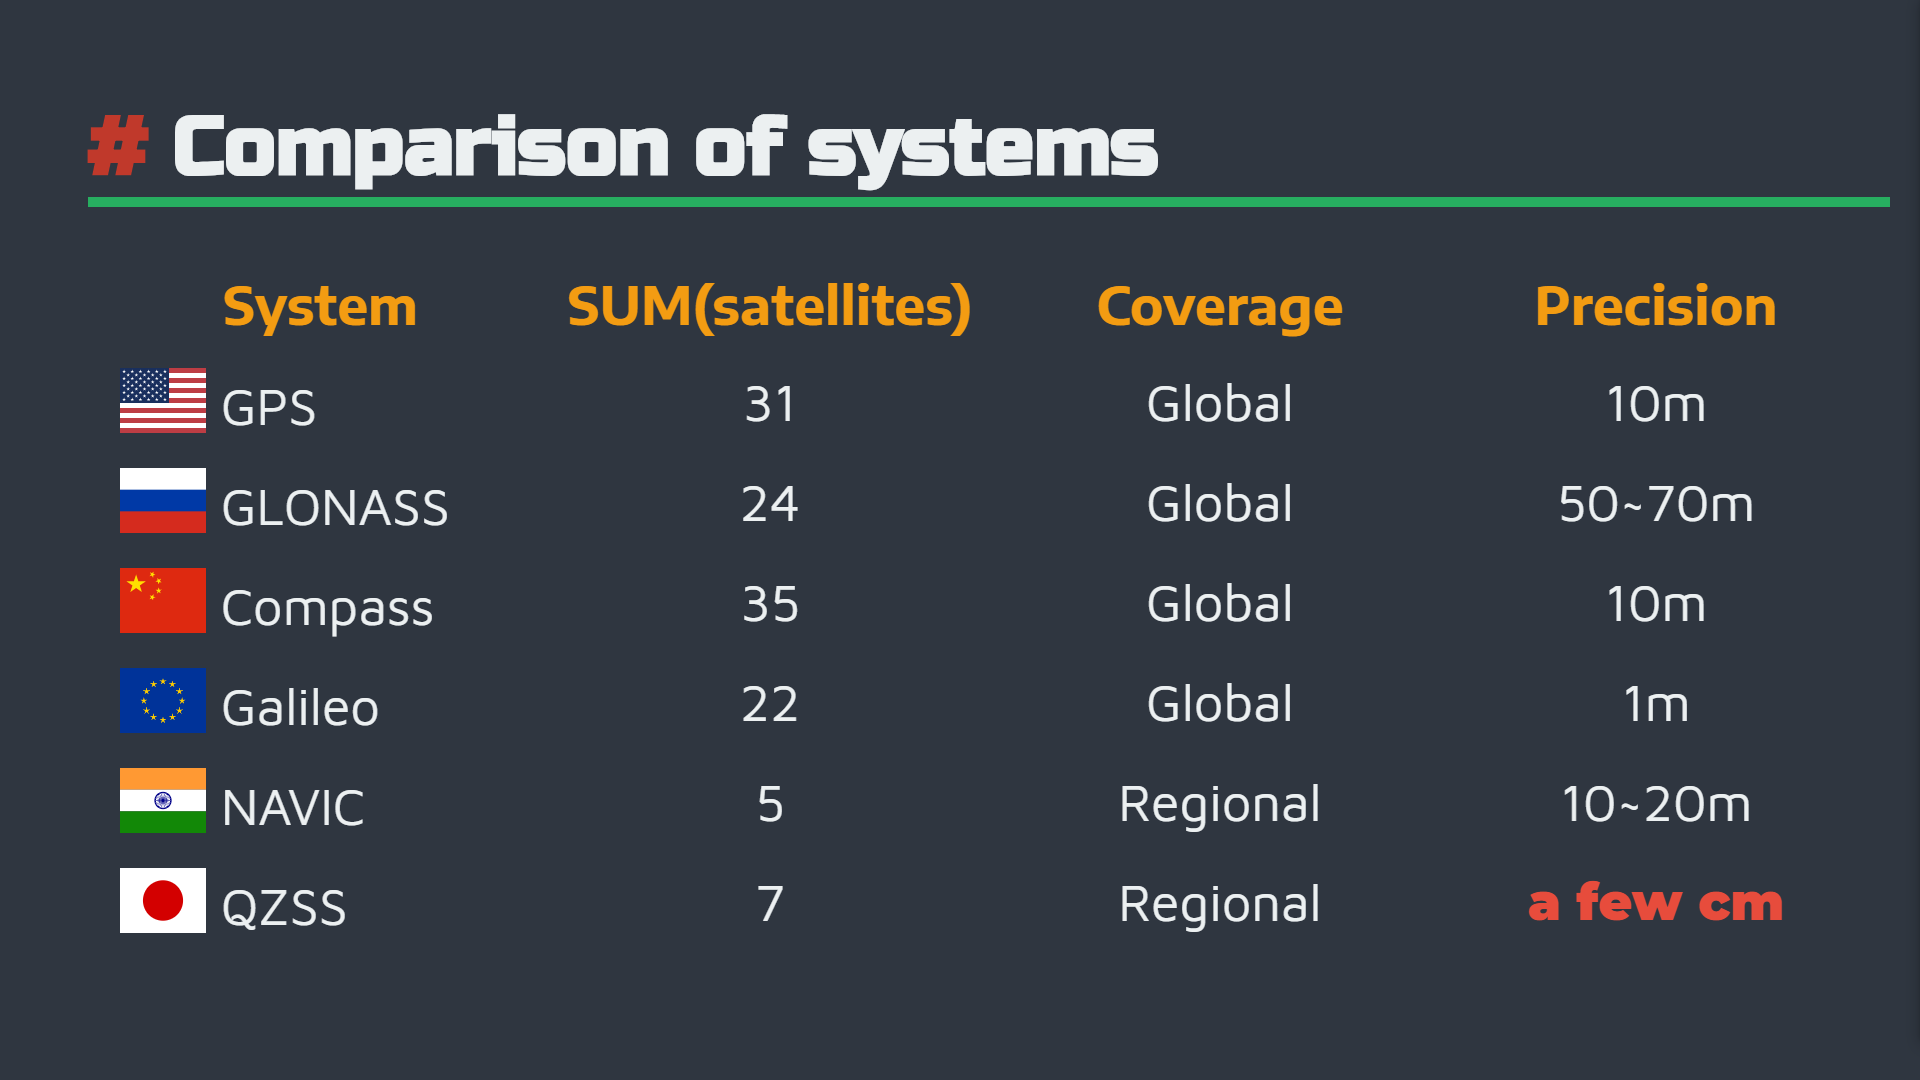 # Comparison of systems
System SUM(satellites) Coverage Precision
GPS 31 Global 10m
GLONASS 24 Global 50~70m
Compass 35 Global 10m
Galileo 22 Global 1m
NAVIC 5 Regional 10~20m
QZSS 7 Regional a few cm